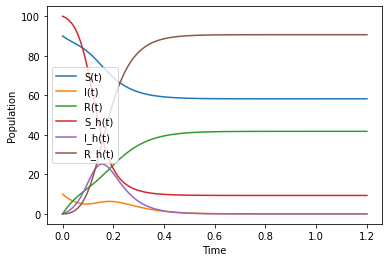 100
80
60
40
20
0
Population
S(t)
I(t)
R(t)
S_h(t)
I_h(t)
R_h(t)
0.0 0.2 0.4 0.6 0.8 1.0 1.2
Time